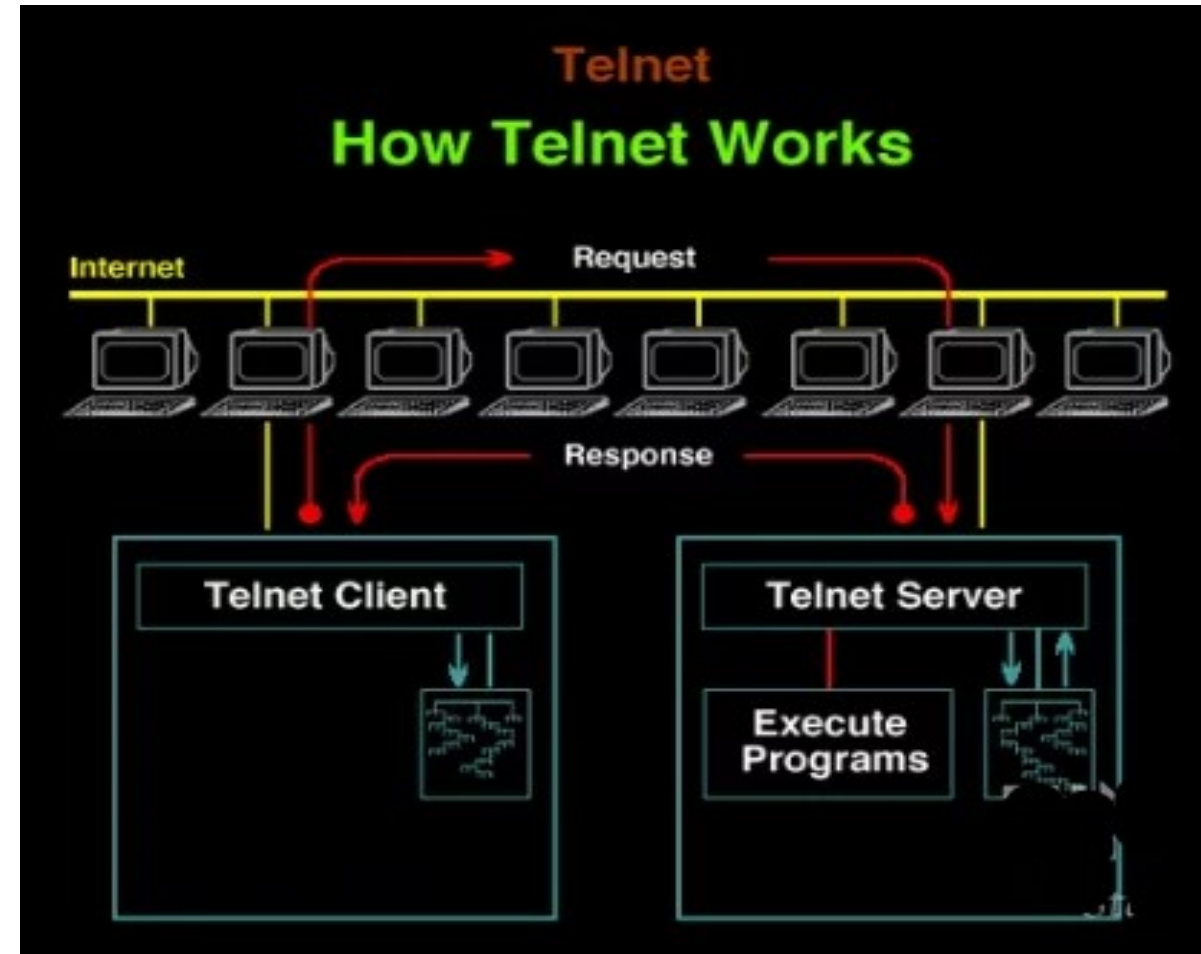 Telnet
How Telnet Works
Internet
Request
Response
Telnet Client
Telnet Server
Execute
Programs